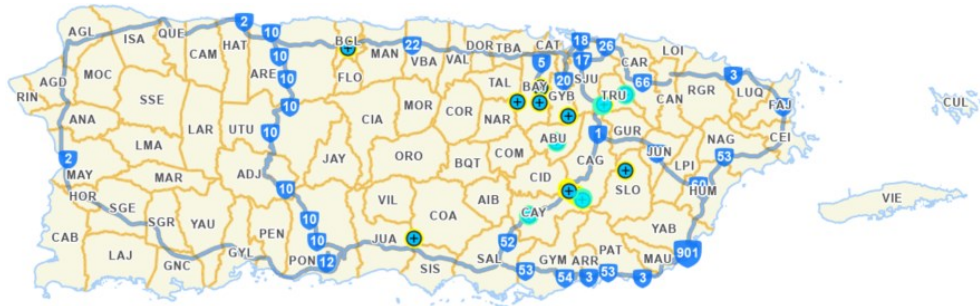 AGL ISA QUE 2 HAT 10 BCL 22 DOR TBA CAT 18 26 LOI
CAM MAN VBA VAL 5 17 CAR
AGD MOC ARE 10 FLO TAL BAY 20 SJU 66 3
RIN SSE 10 MOR COR NAR GYB TRU CAN RGR LUQ FAJ CUL
ANA LAR UTU 10 CIA ABU 1 GUR NAG CEI
LMA JAY ORO BQT COM CAG JUN LPI 53
2 MAY MAR ADJ CID SLO 60 HUM
HOR SGE 10 VIL COA AIB CAY VIE
CAB SGR YAU PEN 10 10 JUA 52 YAB
LAJ GNC GYL PON 12 SIS SAL 53 GYM 54 ARR 3 PAT 53 MAU 3 901